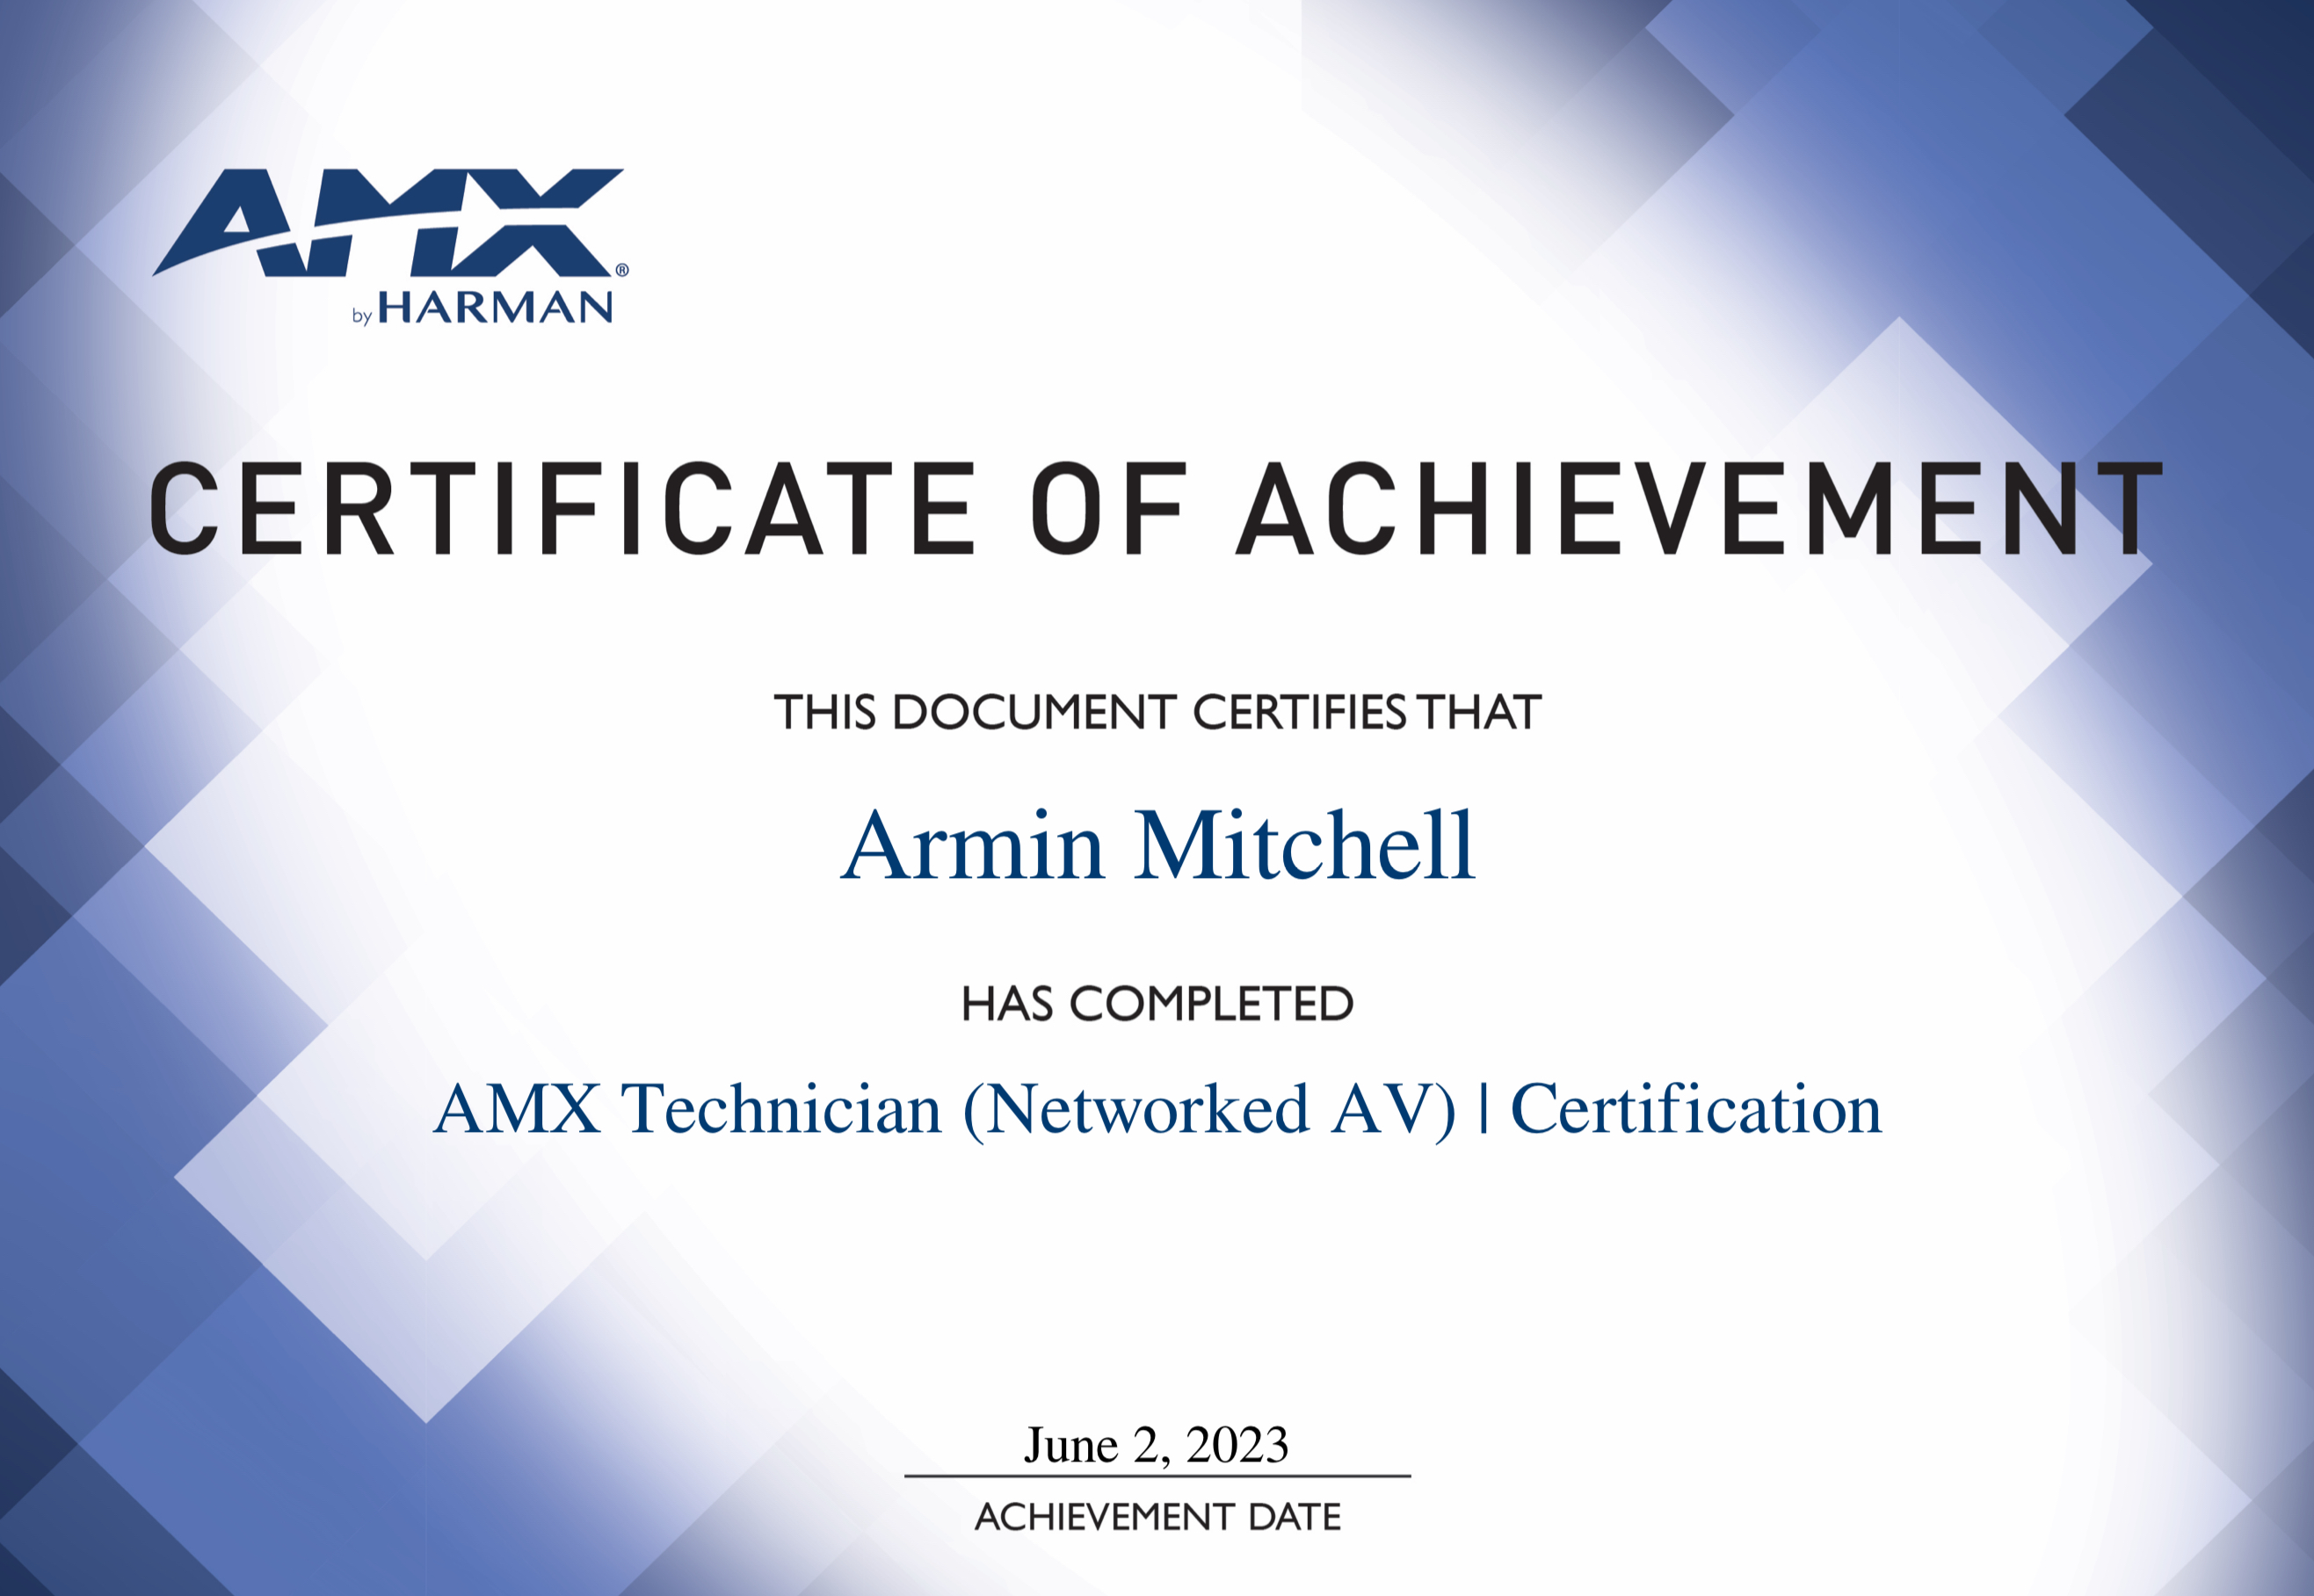 AMX®
by HARMAN
CERTIFICATE OF ACHIEVEMENT
THIS DOCUMENT CERTIFIES THAT
Armin Mitchell
HAS COMPLETED
AMX Technician (Networked AV) | Certification
June 2, 2023
ACHIEVEMENT DATE